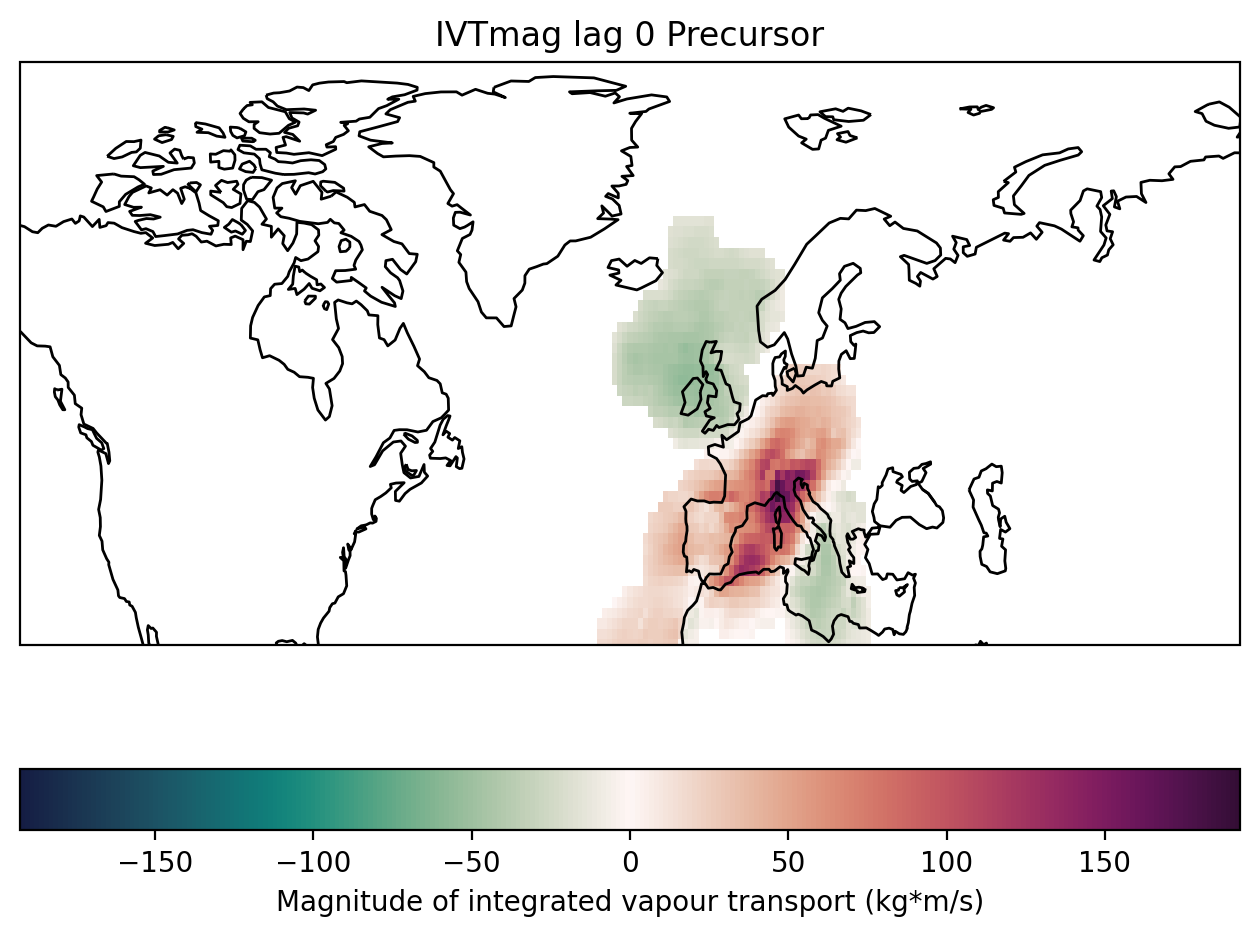 IVTmag lag 0 Precursor
−150 −100 −50 0 50 100 150
Magnitude of integrated vapour transport (kg*m/s)